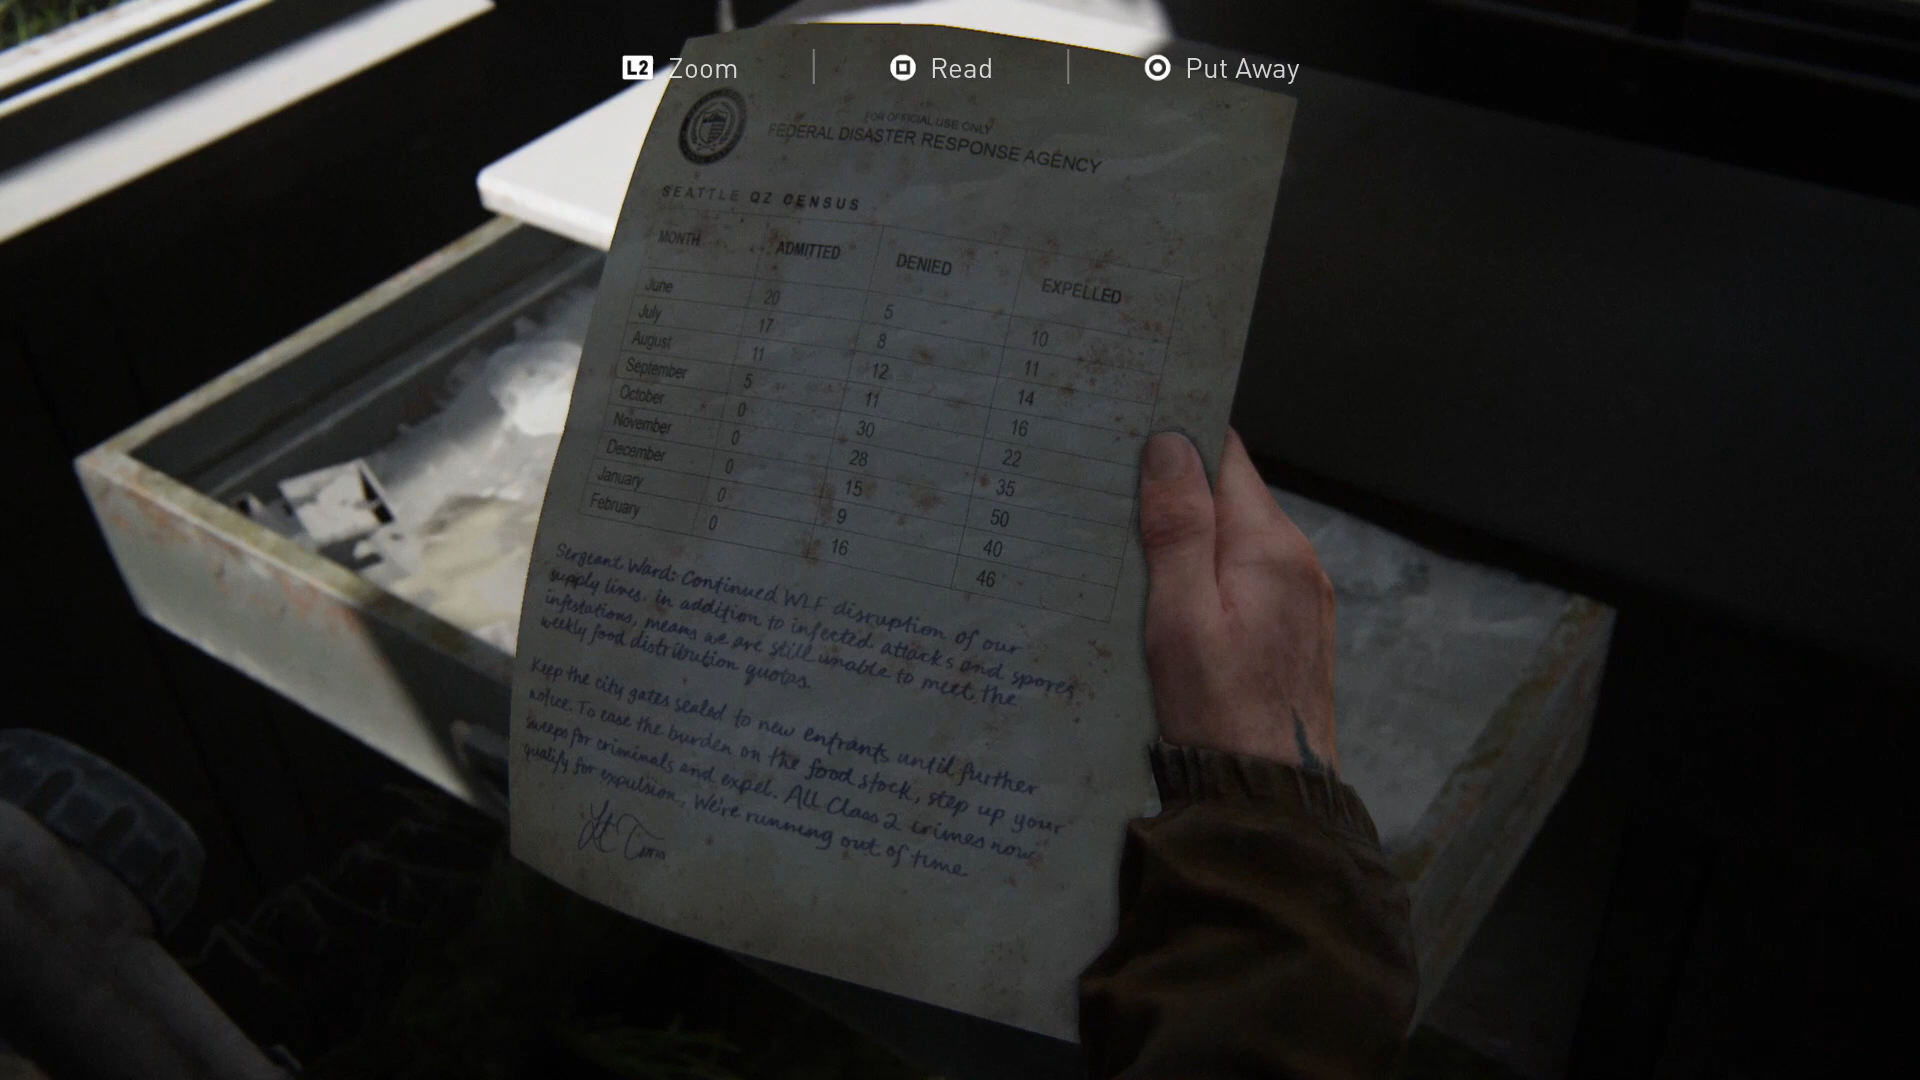 L2 Zoom | Read | Put Away
FOR OFFICIAL USE ONLY
FEDERAL DISASTER RESPONSE AGENCY
SEATTLE QZ CENSUS
MONTH ADMITTED DENIED EXPELLED
June 20 5 10
July 17 8 11
August 11 12 14
September 5 11 16
October 0 30 22
November 0 28 35
December 0 15 50
January 0 9 40
February 0 16 46
Sergeant Ward: Continued WLF disruption of our
supply lines, in addition to infected attacks and spores
infestations, means we are still unable to meet the
weekly food distribution quotas.
Keep the city gates sealed to new entrants until further
notice. To ease the burden on the food stock, step up your
sweeps for criminals and expel. All Class 2 crimes now
qualify for expulsion. We're running out of time.
Lt